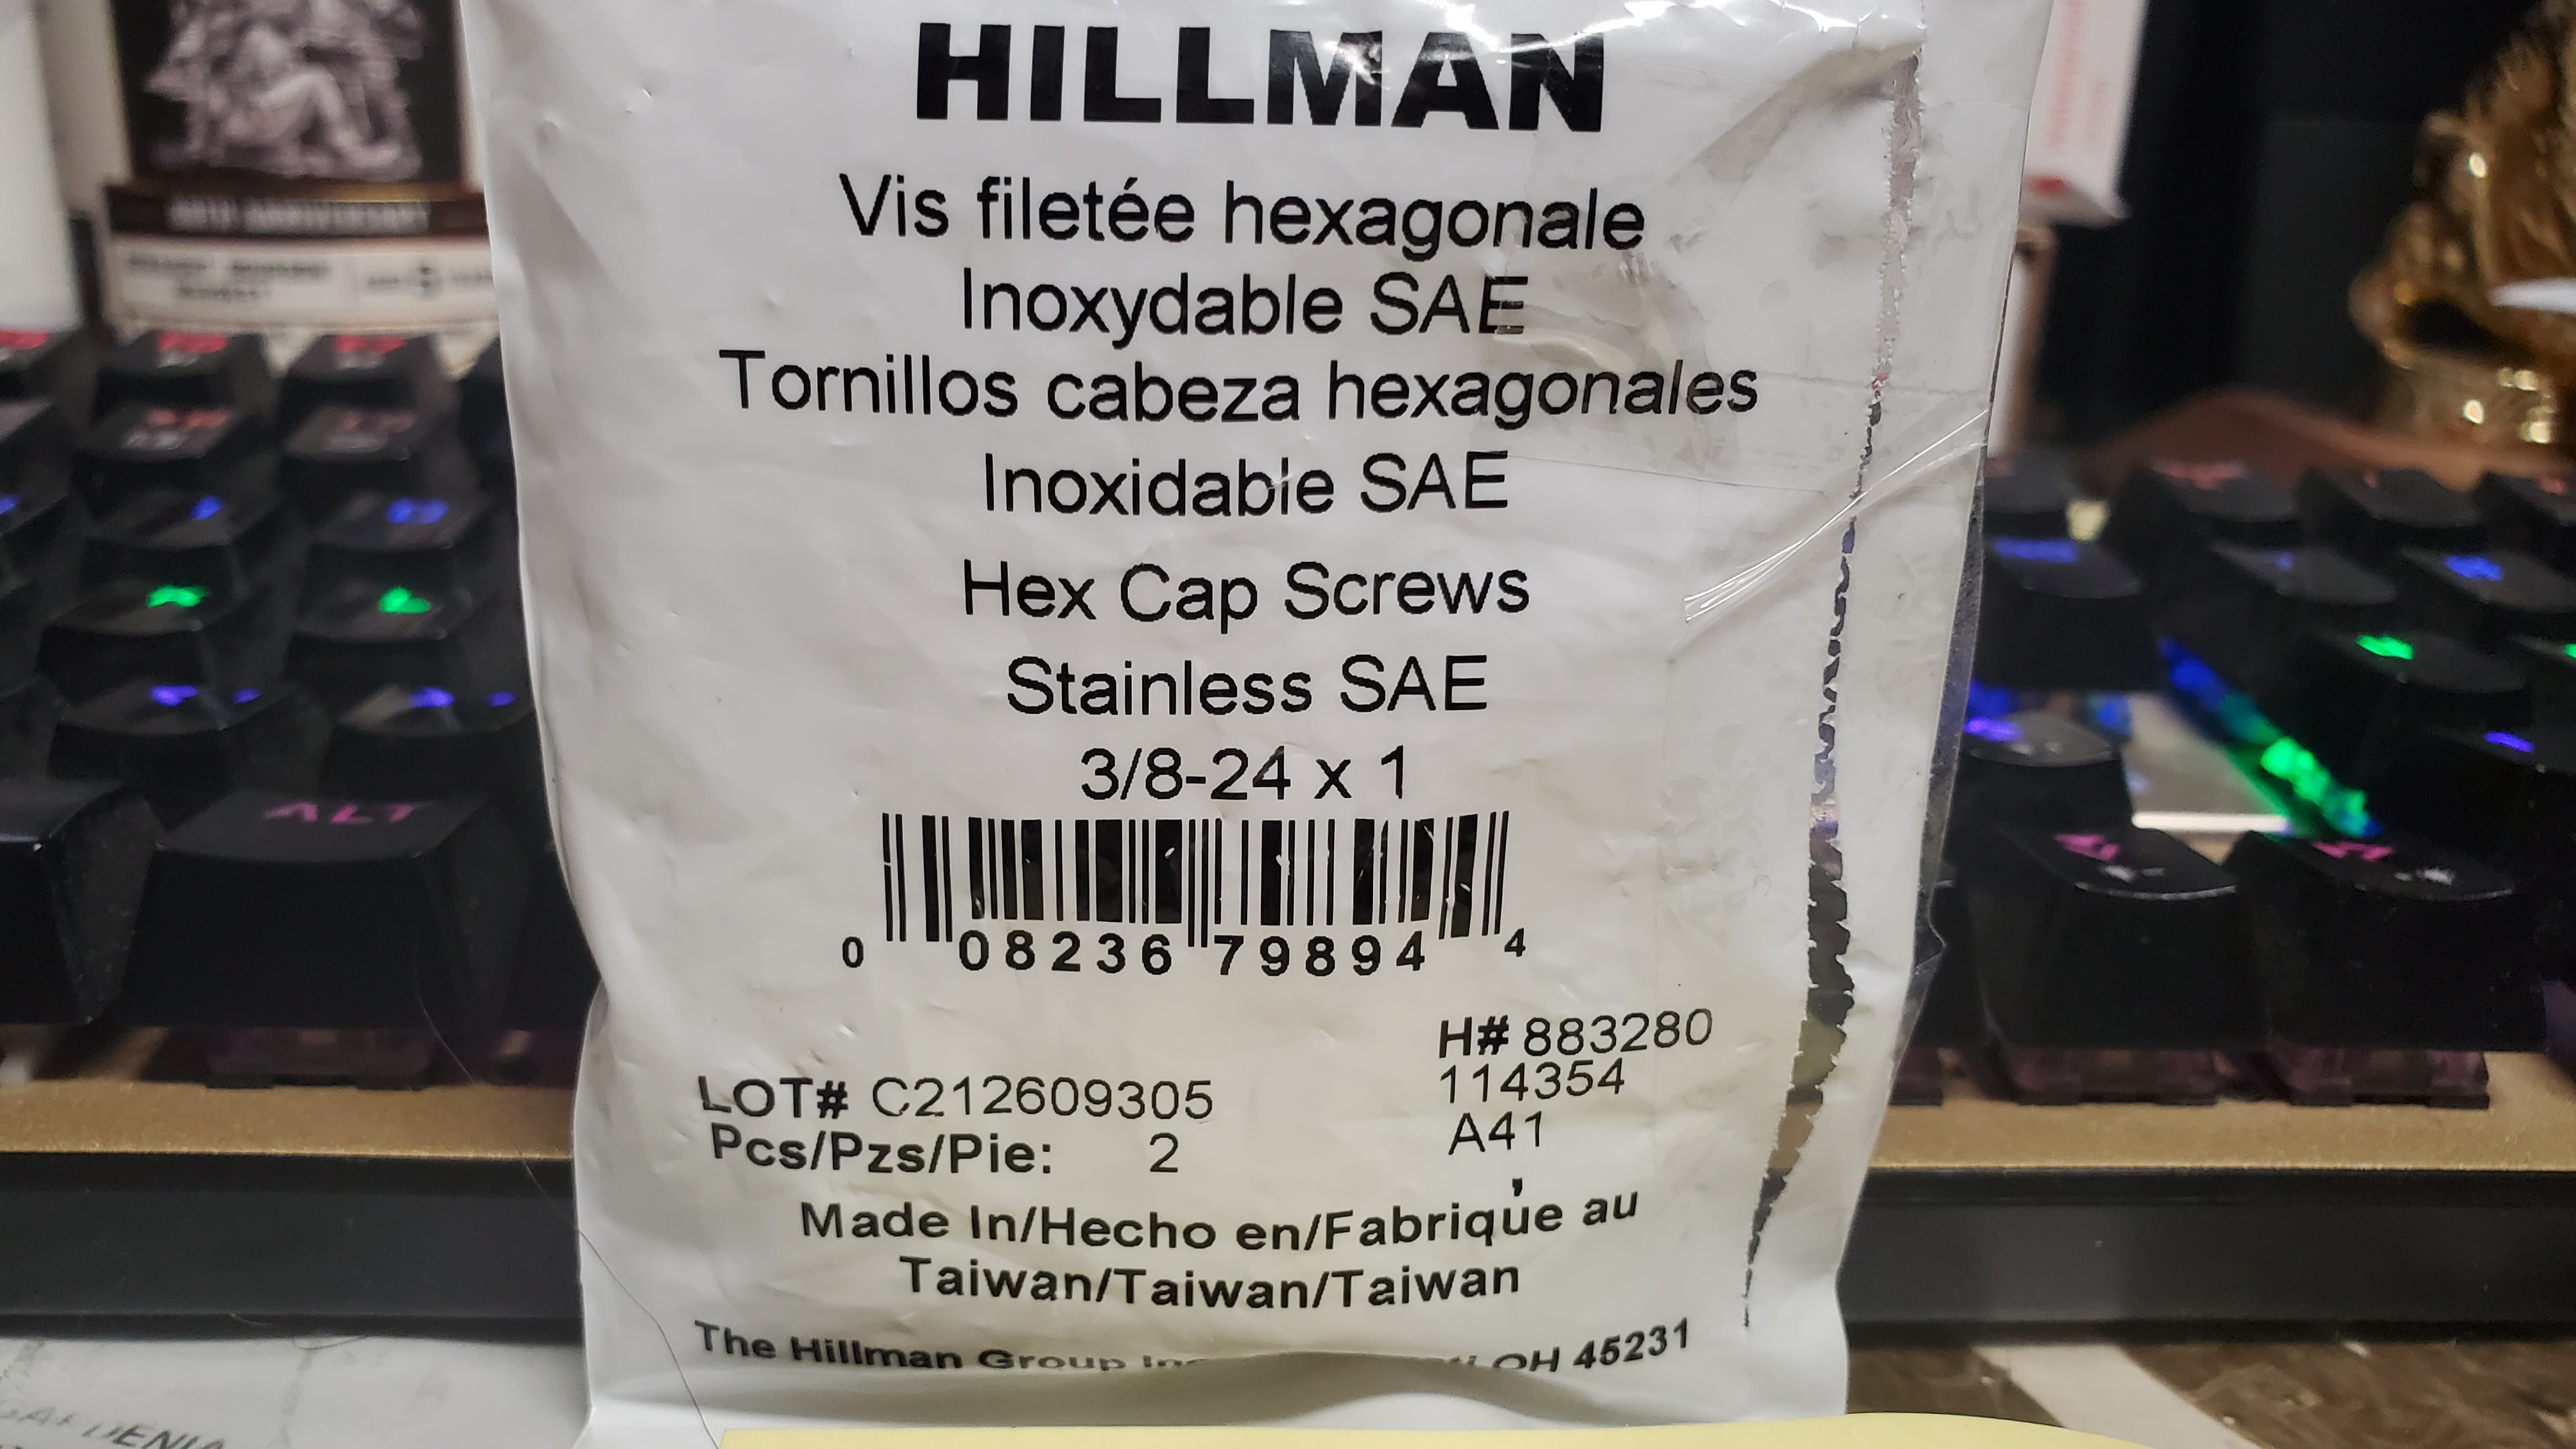 HILLMAN
Vis filetée hexagonale
Inoxydable SAE
Tornillos cabeza hexagonales
Inoxidable SAE
Hex Cap Screws
Stainless SAE
3/8-24 x 1
0 08236 79894 4
H# 883280
114354
A41
LOT# C212609305
Pcs/Pzs/Pie: 2
Made In/Hecho en/Fabriqu'e au
Taiwan/Taiwan/Taiwan
The Hillman Group OH 45231
ALT